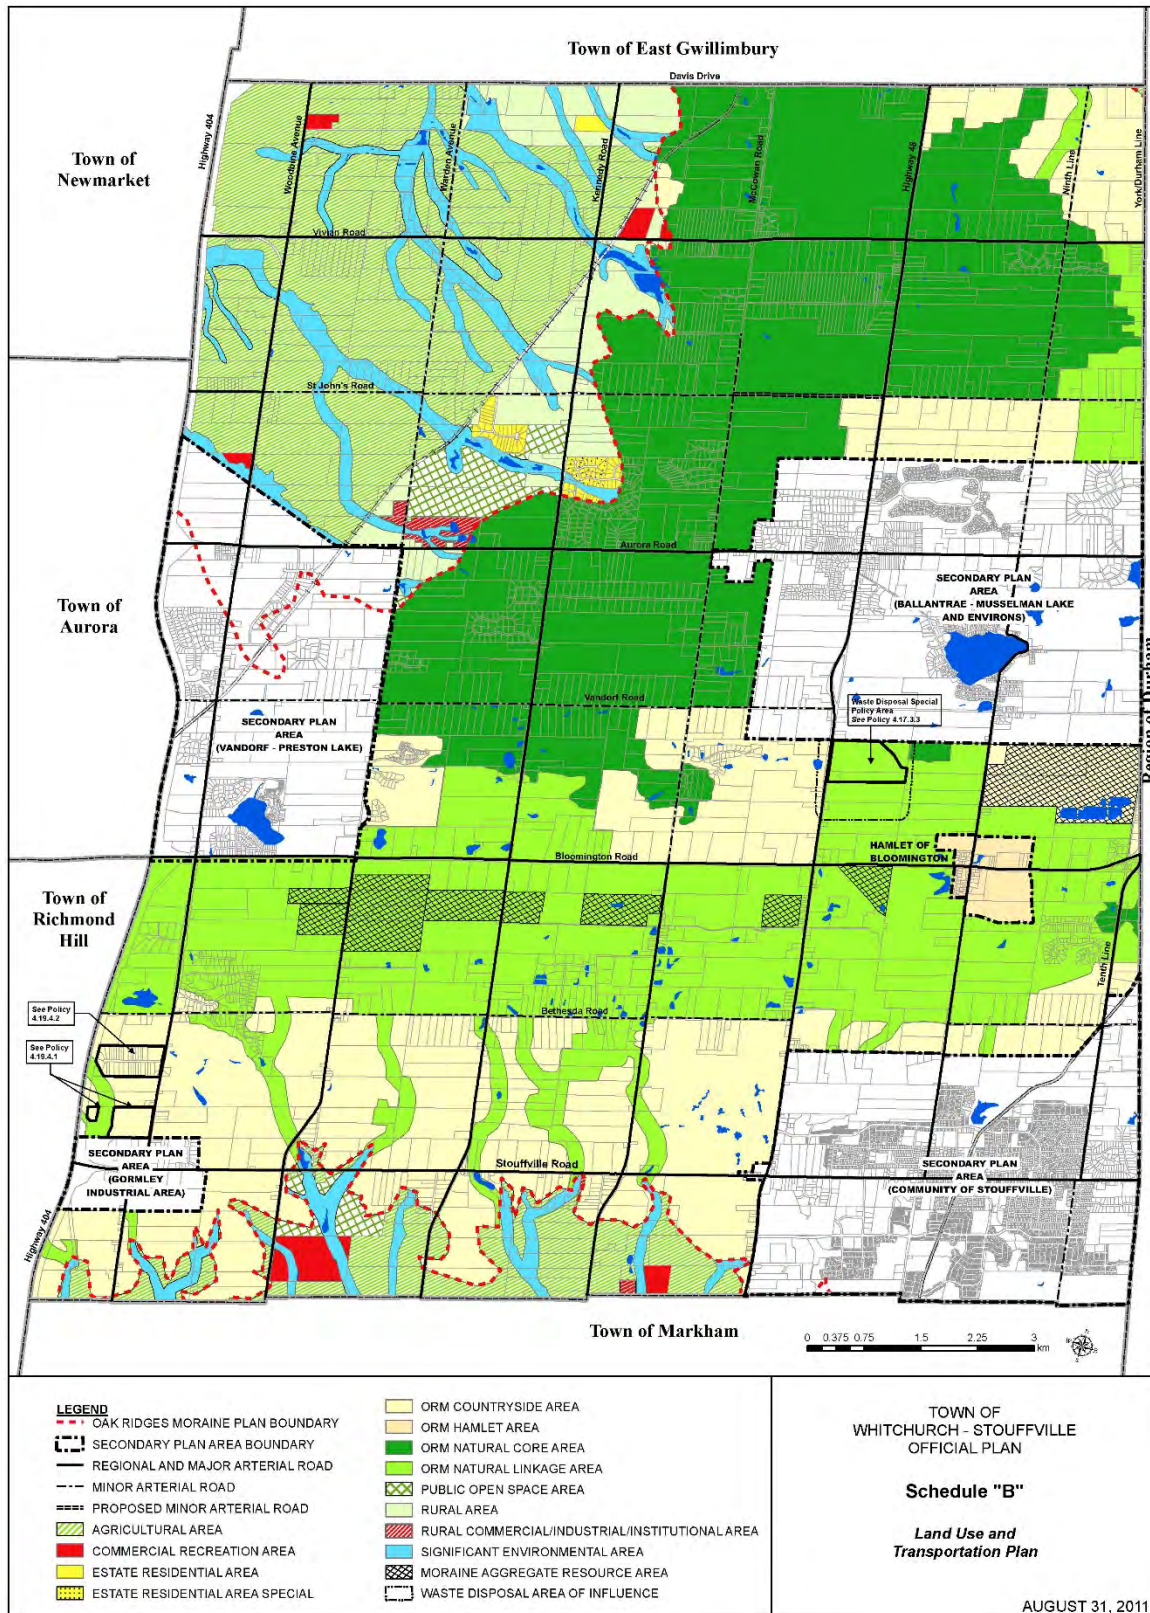 Town of East Gwillimbury
Davis Drive
Highway 404
Woodbine Avenue
Warden Avenue
Kennedy Road
McCowan Road
Highway 48
Ninth Line
York/Durham Line
Town of
Newmarket
Vivian Road
St John's Road
Aurora Road
Town of
Aurora
SECONDARY PLAN
AREA
(BALLANTRAE - MUSSELMAN LAKE
AND ENVIRONS)
Region of Durham
Vandorf Road
Waste Disposal Special
Policy Area
See Policy 4.17.3.3
SECONDARY PLAN
AREA
(VANDORF - PRESTON LAKE)
HAMLET OF
BLOOMINGTON
Bloomington Road
Town of
Richmond
Hill
Tenth Line
See Policy
4.19.4.2
Bethesda Road
See Policy
4.19.4.1
SECONDARY PLAN
AREA
(GORMLEY
INDUSTRIAL AREA)
Stouffville Road
SECONDARY PLAN
AREA
(COMMUNITY OF STOUFFVILLE)
Highway 404
Town of Markham
0 0.375 0.75 1.5 2.25 3
km
LEGEND
OAK RIDGES MORAINE PLAN BOUNDARY
SECONDARY PLAN AREA BOUNDARY
REGIONAL AND MAJOR ARTERIAL ROAD
MINOR ARTERIAL ROAD
PROPOSED MINOR ARTERIAL ROAD
AGRICULTURAL AREA
COMMERCIAL RECREATION AREA
ESTATE RESIDENTIAL AREA
ESTATE RESIDENTIAL AREA SPECIAL
ORM COUNTRYSIDE AREA
ORM HAMLET AREA
ORM NATURAL CORE AREA
ORM NATURAL LINKAGE AREA
PUBLIC OPEN SPACE AREA
RURAL AREA
RURAL COMMERCIAL/INDUSTRIAL/INSTITUTIONAL AREA
SIGNIFICANT ENVIRONMENTAL AREA
MORAINE AGGREGATE RESOURCE AREA
WASTE DISPOSAL AREA OF INFLUENCE
TOWN OF
WHITCHURCH - STOUFFVILLE
OFFICIAL PLAN
Schedule "B"
Land Use and
Transportation Plan
AUGUST 31, 2011